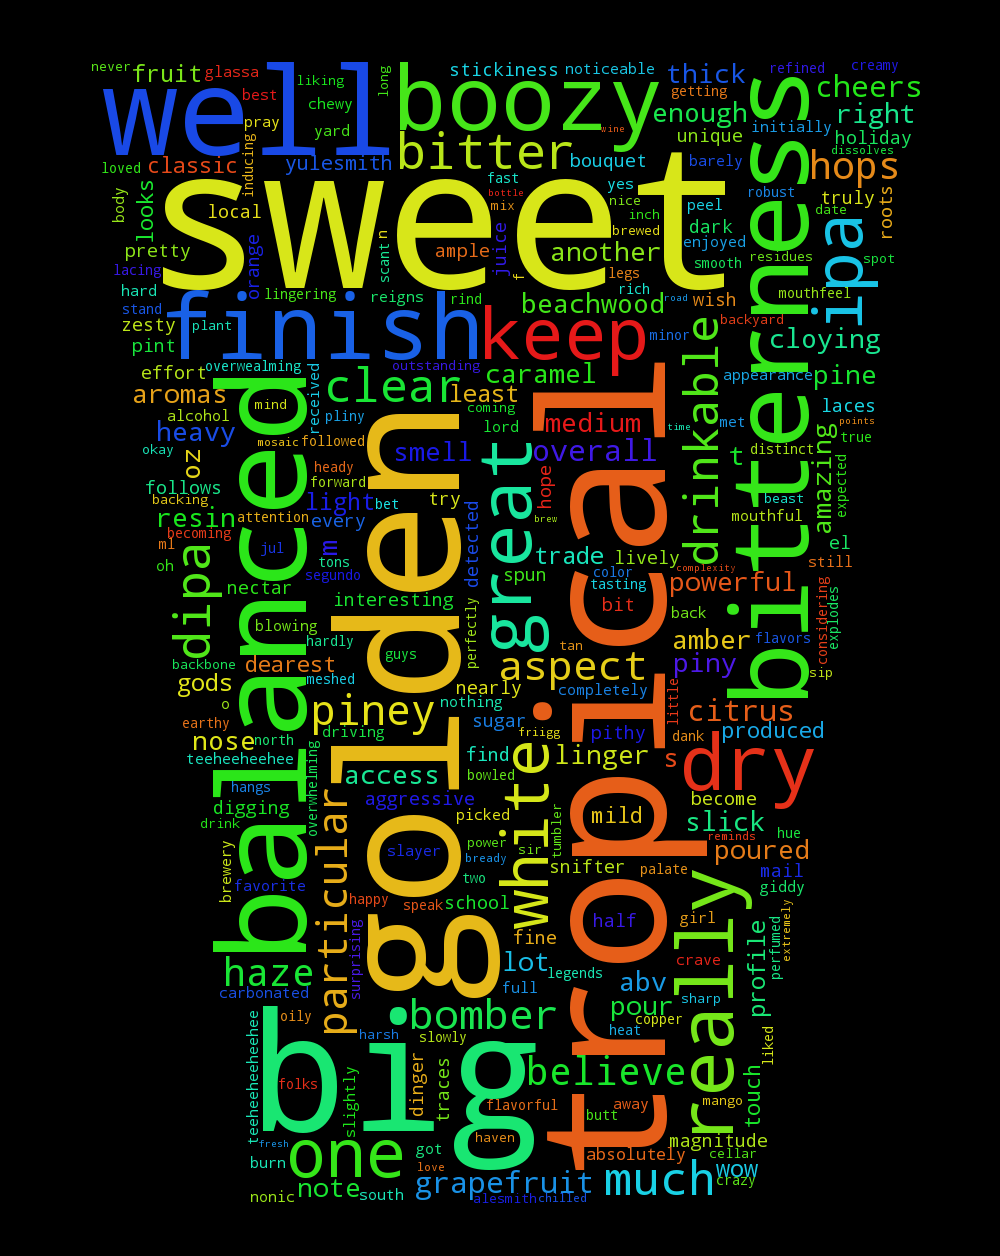 never
fruit
glassa
liking
long
stickiness
noticeable
thick
refined
creamy
well
boozy
best
chewy
getting
cheers
pray
yard
wine
enough
unique
initially
right
holiday
loved
classic
inducing
yulesmith
bitter
bouquet
barely
dissolves
hops
body
looks
local
sweet
fast
bottle
mix
yes
nice
inch
brewed
peel
dark
enjoyed
robust
truly
date
roots
pretty
orange
scant
n
ample
juice
f
another
smooth
residues
bitterness
ipa
spot
lacing
hard
stand
lingering
reigns
rind
legs
rich
road
wish
mouthfeel
zesty
plant
finish
beachwood
keep
minor
backyard
cloying
pint
overwealming
outstanding
effort
aromas
received
clear
caramel
least
appearance
pine
alcohol
mind
pliny
coming
medium
time
met
laces
points
heavy
mosaic
followed
lord
drinkable
okay
oz
heady
smell
great
overall
t
distinct
amazing
true
follows
forward
hope
beast
expected
backing
light
bet
try
resin
attention
every
brew
mouthful
becoming
ml
jul
m
detected
trade
lively
complexity
el
oh
dipa
tons
segundo
spun
color
tasting
powerful
still
nectar
interesting
bit
back
considering
explodes
balanced
blowing
hardly
perfectly
tropical
amber
flavors
backbone
dearest
guys
tan
aspect
piny
sip
gods
meshed
golden
nearly
completely
little
o
earthy
piney
nothing
sugar
citrus
nose
north
driving
friigg
pithy
dank
produced
teeheeheehee
overwhelming
access
find
white
linger
s
dry
hangs
bowled
digging
particular
aggressive
picked
mild
become
drink
power
tumbler
slick
hue
brewery
slayer
bready
sir
reminds
poured
snifter
palate
mail
favorite
two
giddy
happy
speak
school
half
girl
really
extremely
surprising
fine
profile
perfumed
haze
lot
legends
crave
carbonated
full
abv
sharp
oily
bomber
pour
copper
big
harsh
slowly
heat
liked
teeheeheeheehee
folks
slightly
dinger
traces
believe
touch
flavorful
butt
away
mango
fresh
haven
magnitude
burn
one
got
absolutely
cellar
love
wow
nonic
note
south
grapefruit
much
crazy
alesmith
chilled